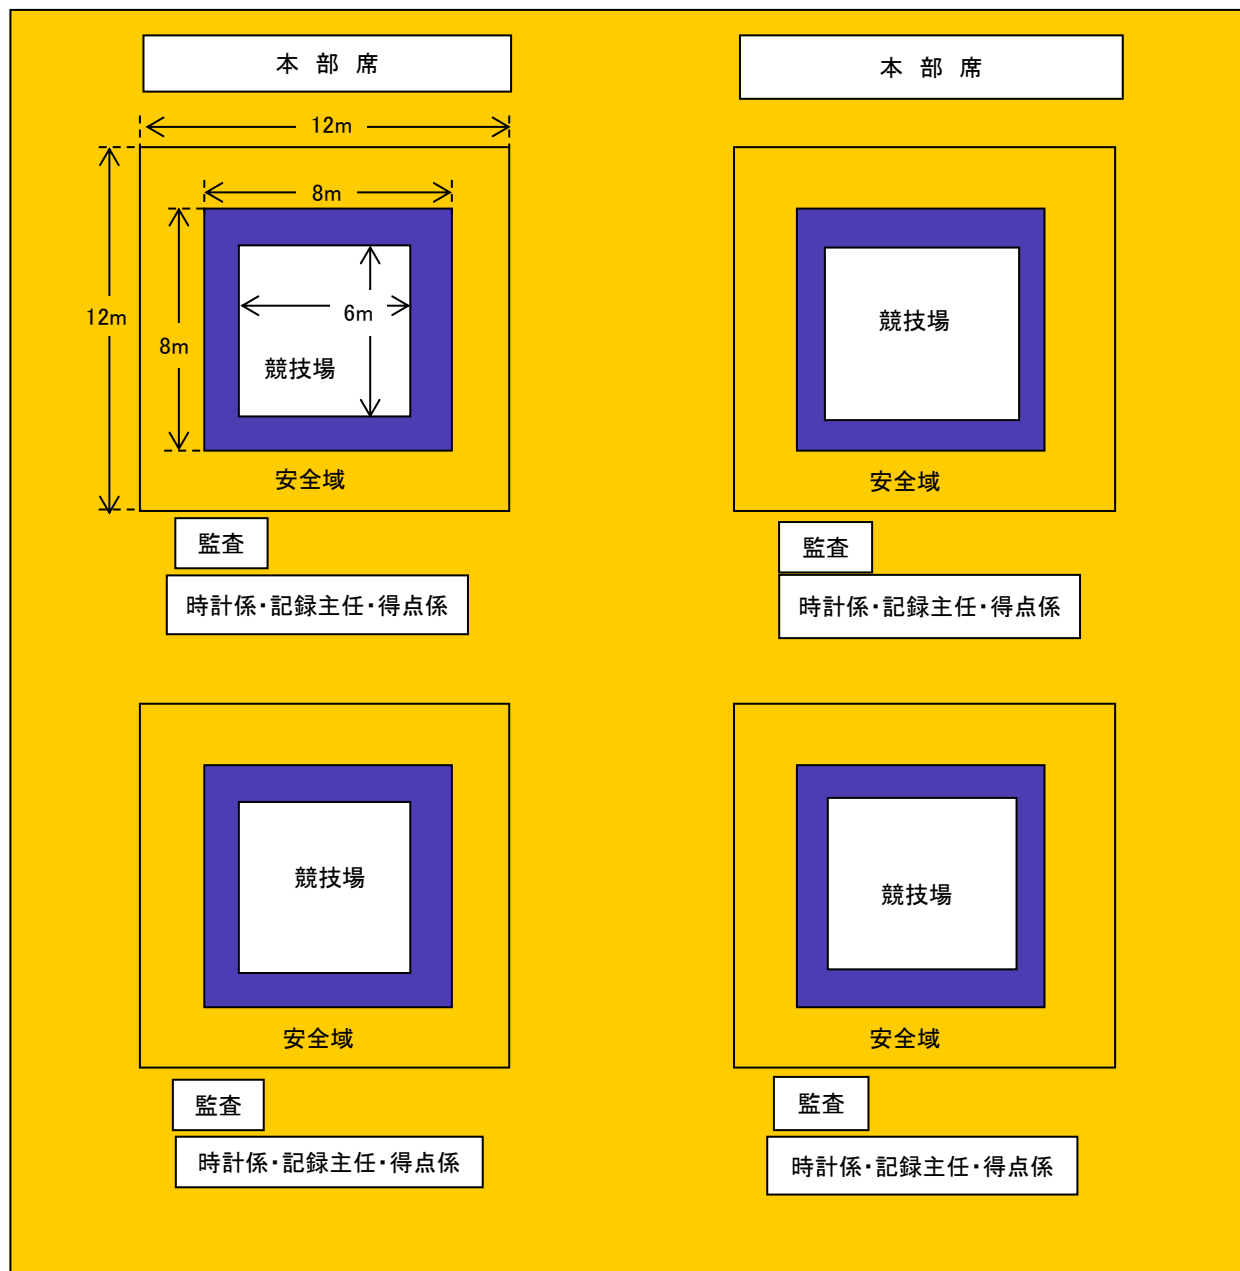 本 部 席
本 部 席
12m
8m
12m
8m
6m
競技場
安全域
競技場
安全域
監査
時計係・記録主任・得点係
監査
時計係・記録主任・得点係
競技場
安全域
競技場
安全域
監査
時計係・記録主任・得点係
監査
時計係・記録主任・得点係